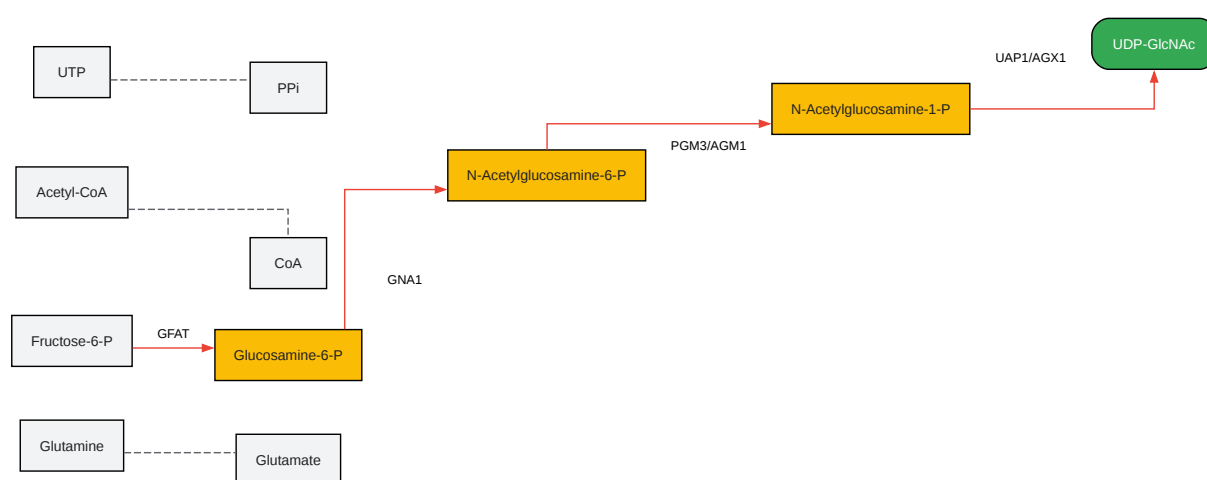 UDP-GlcNAc
UAP1/AGX1
UTP
PPi
N-Acetylglucosamine-1-P
PGM3/AGM1
N-Acetylglucosamine-6-P
Acetyl-CoA
CoA
GNA1
Fructose-6-P
GFAT
Glucosamine-6-P
Glutamine
Glutamate